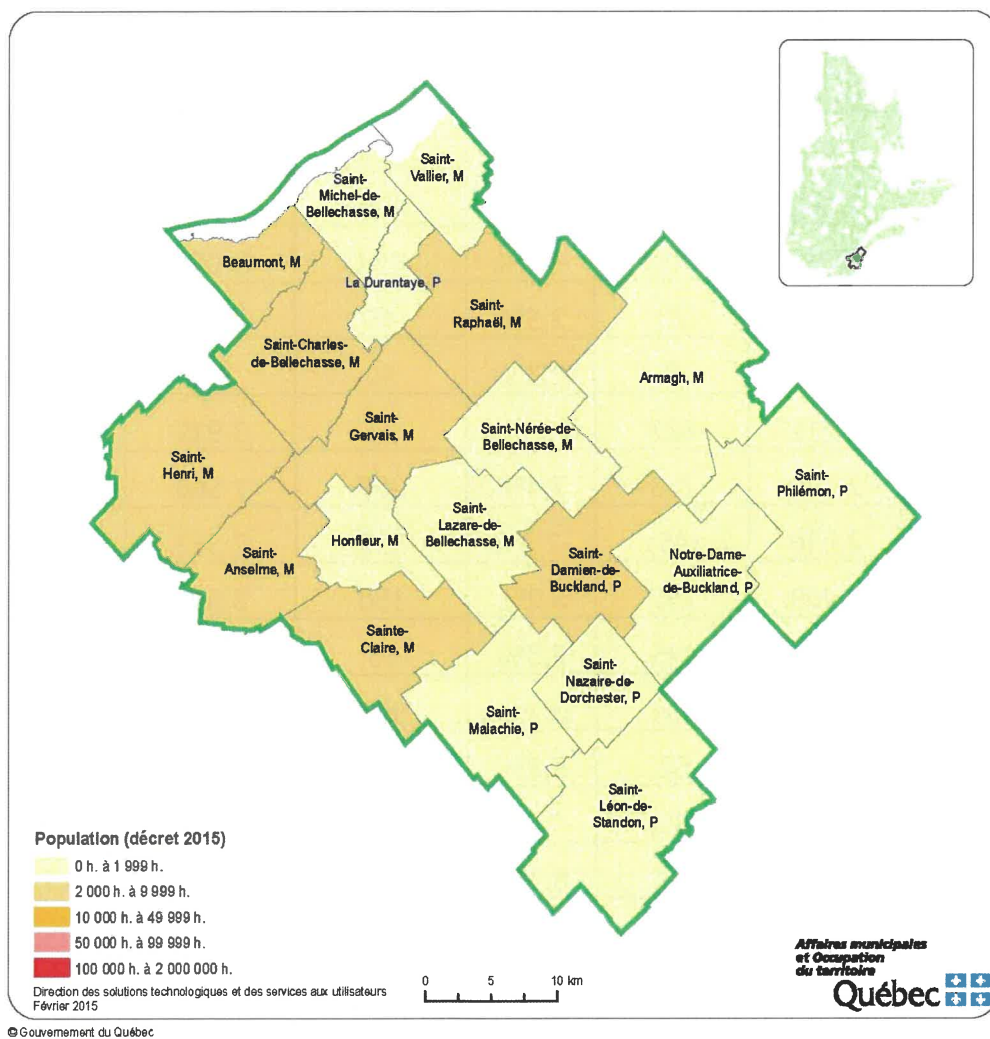 Saint-
Vallier, M
Saint-
Michel-de-
Bellechasse, M
Beaumont, M
La Durantaye, P
Saint-
Raphaël, M
Saint-Charles-
de-Bellechasse, M
Armagh, M
Saint-
Gervais, M
Saint-Nérée-de-
Bellechasse, M
Saint-
Henri, M
Saint-
Philémon, P
Saint-
Lazare-de-
Bellechasse, M
Honfleur, M
Saint-
Anselme, M
Saint-
Damien-de-
Buckland, P
Notre-Dame-
Auxiliatrice-
de-Buckland, P
Sainte-
Claire, M
Saint-
Nazaire-de-
Dorchester, P
Saint-
Malachie, P
Saint-
Léon-de-
Standon, P
Population (décret 2015)
0 h. à 1 999 h.
2 000 h. à 9 999 h.
10 000 h. à 49 999 h.
50 000 h. à 99 999 h.
100 000 h. à 2 000 000 h.
Direction des solutions technologiques et des services aux utilisateurs
Février 2015
0 5 10 km
Affaires municipales
et Occupation
du territoire
Québec
© Gouvernement du Québec